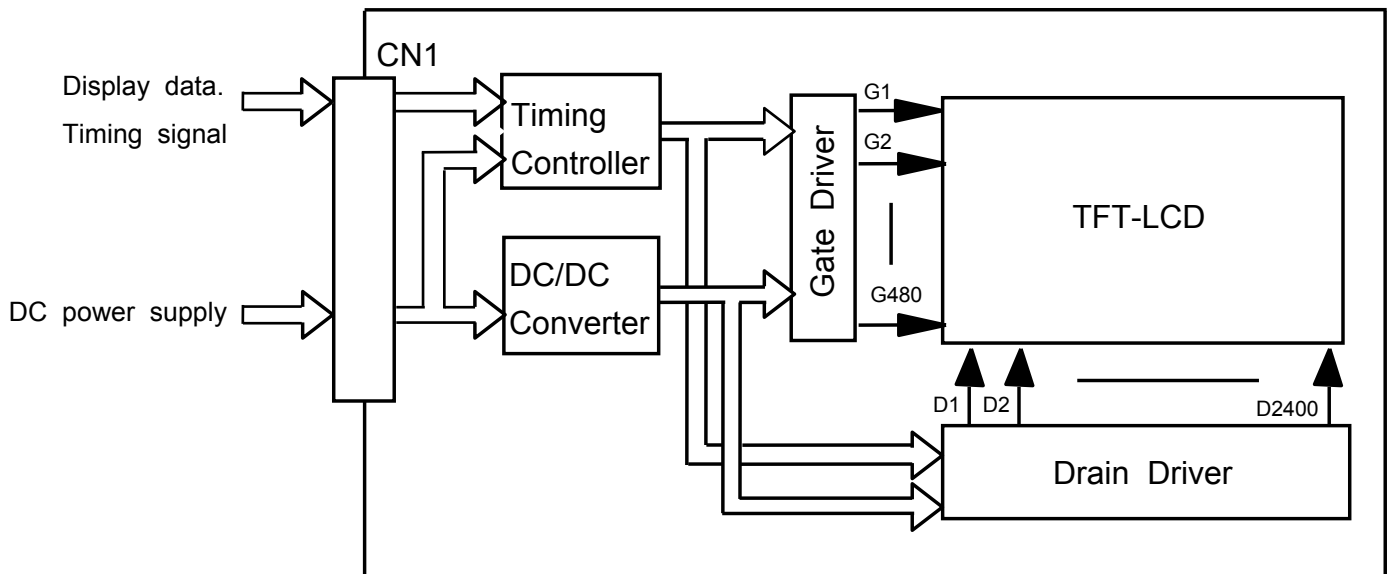 CN1
Display data.
Timing signal
DC power supply
Timing
Controller
DC/DC
Converter
Gate Driver
G1
G2
G480
TFT-LCD
D1 D2 D2400
Drain Driver